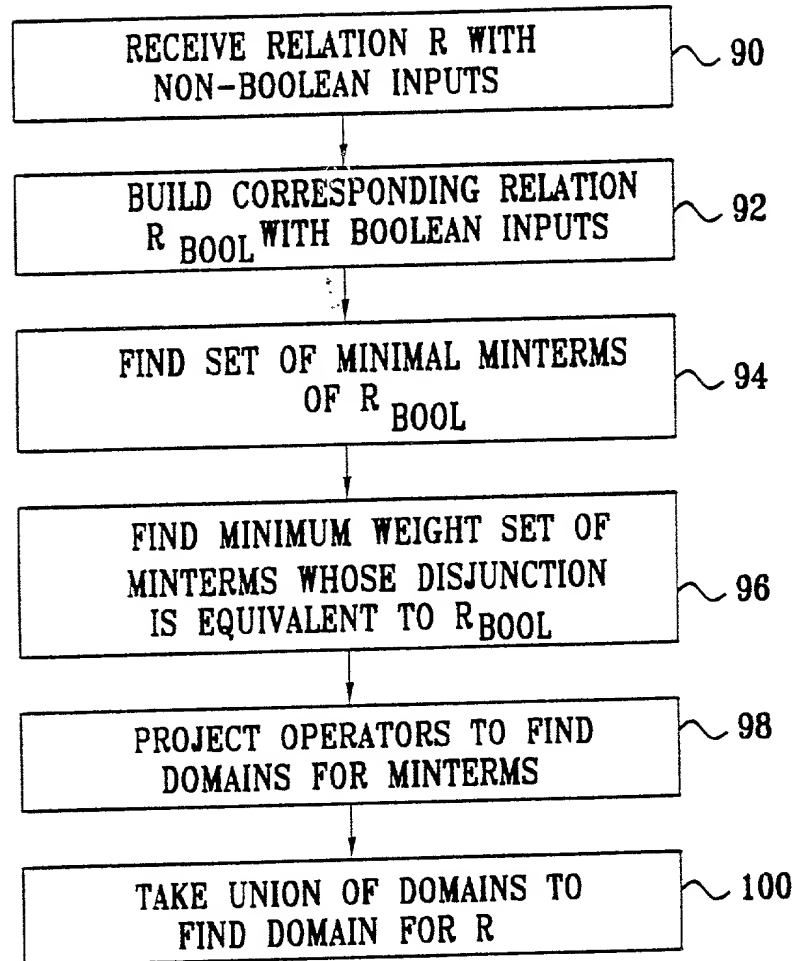 RECEIVE RELATION R WITH
NON-BOOLEAN INPUTS
90
BUILD CORRESPONDING RELATION
R BOOL WITH BOOLEAN INPUTS
92
FIND SET OF MINIMAL MINTERMS
OF R BOOL
94
FIND MINIMUM WEIGHT SET OF
MINTERMS WHOSE DISJUNCTION
IS EQUIVALENT TO RBOOL
96
PROJECT OPERATORS TO FIND
DOMAINS FOR MINTERMS
98
TAKE UNION OF DOMAINS TO
FIND DOMAIN FOR R
100